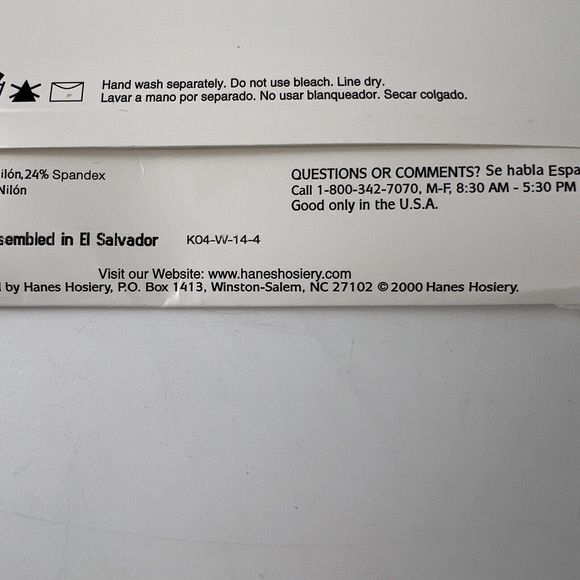 Hand wash separately. Do not use bleach. Line dry.
Lavar a mano por separado. No usar blanqueador. Secar colgado.
ilón,24% Spandex
Nilón
QUESTIONS OR COMMENTS? Se habla Espa
Call 1-800-342-7070, M-F, 8:30 AM - 5:30 PM
Good only in the U.S.A.
sembled in El Salvador K04-W-14-4
Visit our Website: www.haneshosiery.com
by Hanes Hosiery, P.O. Box 1413, Winston-Salem, NC 27102 © 2000 Hanes Hosiery.